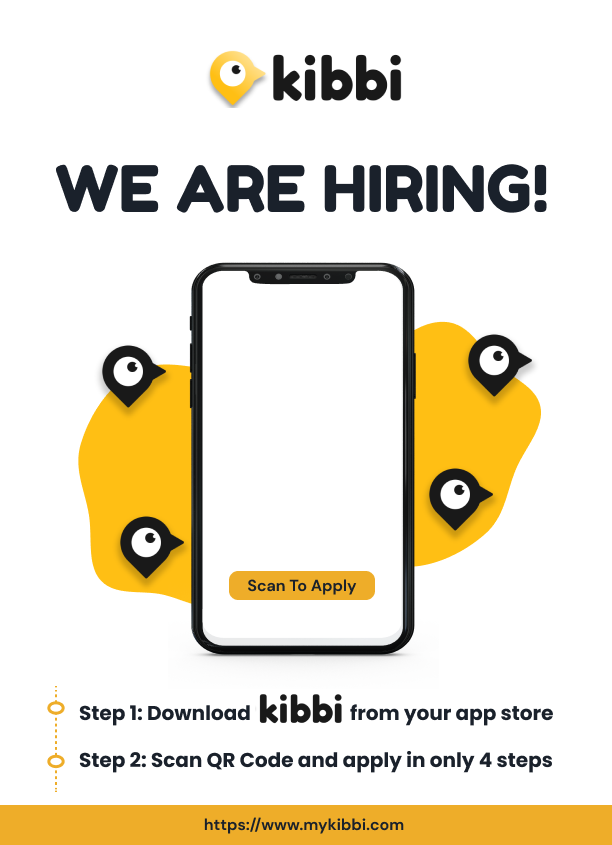 kibbi
WE ARE HIRING!
Scan To Apply
Step 1: Download kibbi from your app store
Step 2: Scan QR Code and apply in only 4 steps
https://www.mykibbi.com